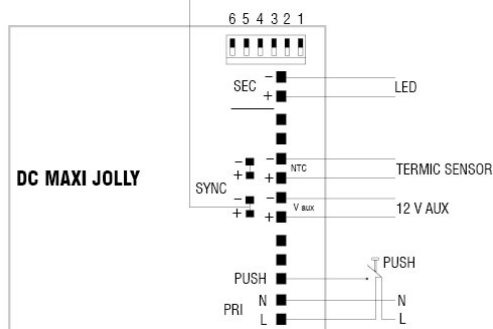 6 5 4 3 2 1
SEC - LED
+
- NTC TERMIC SENSOR
- +
+
DC MAXI JOLLY
SYNC
- - V aux 12 V AUX
+ +
PUSH
PUSH
PRI N N
L L